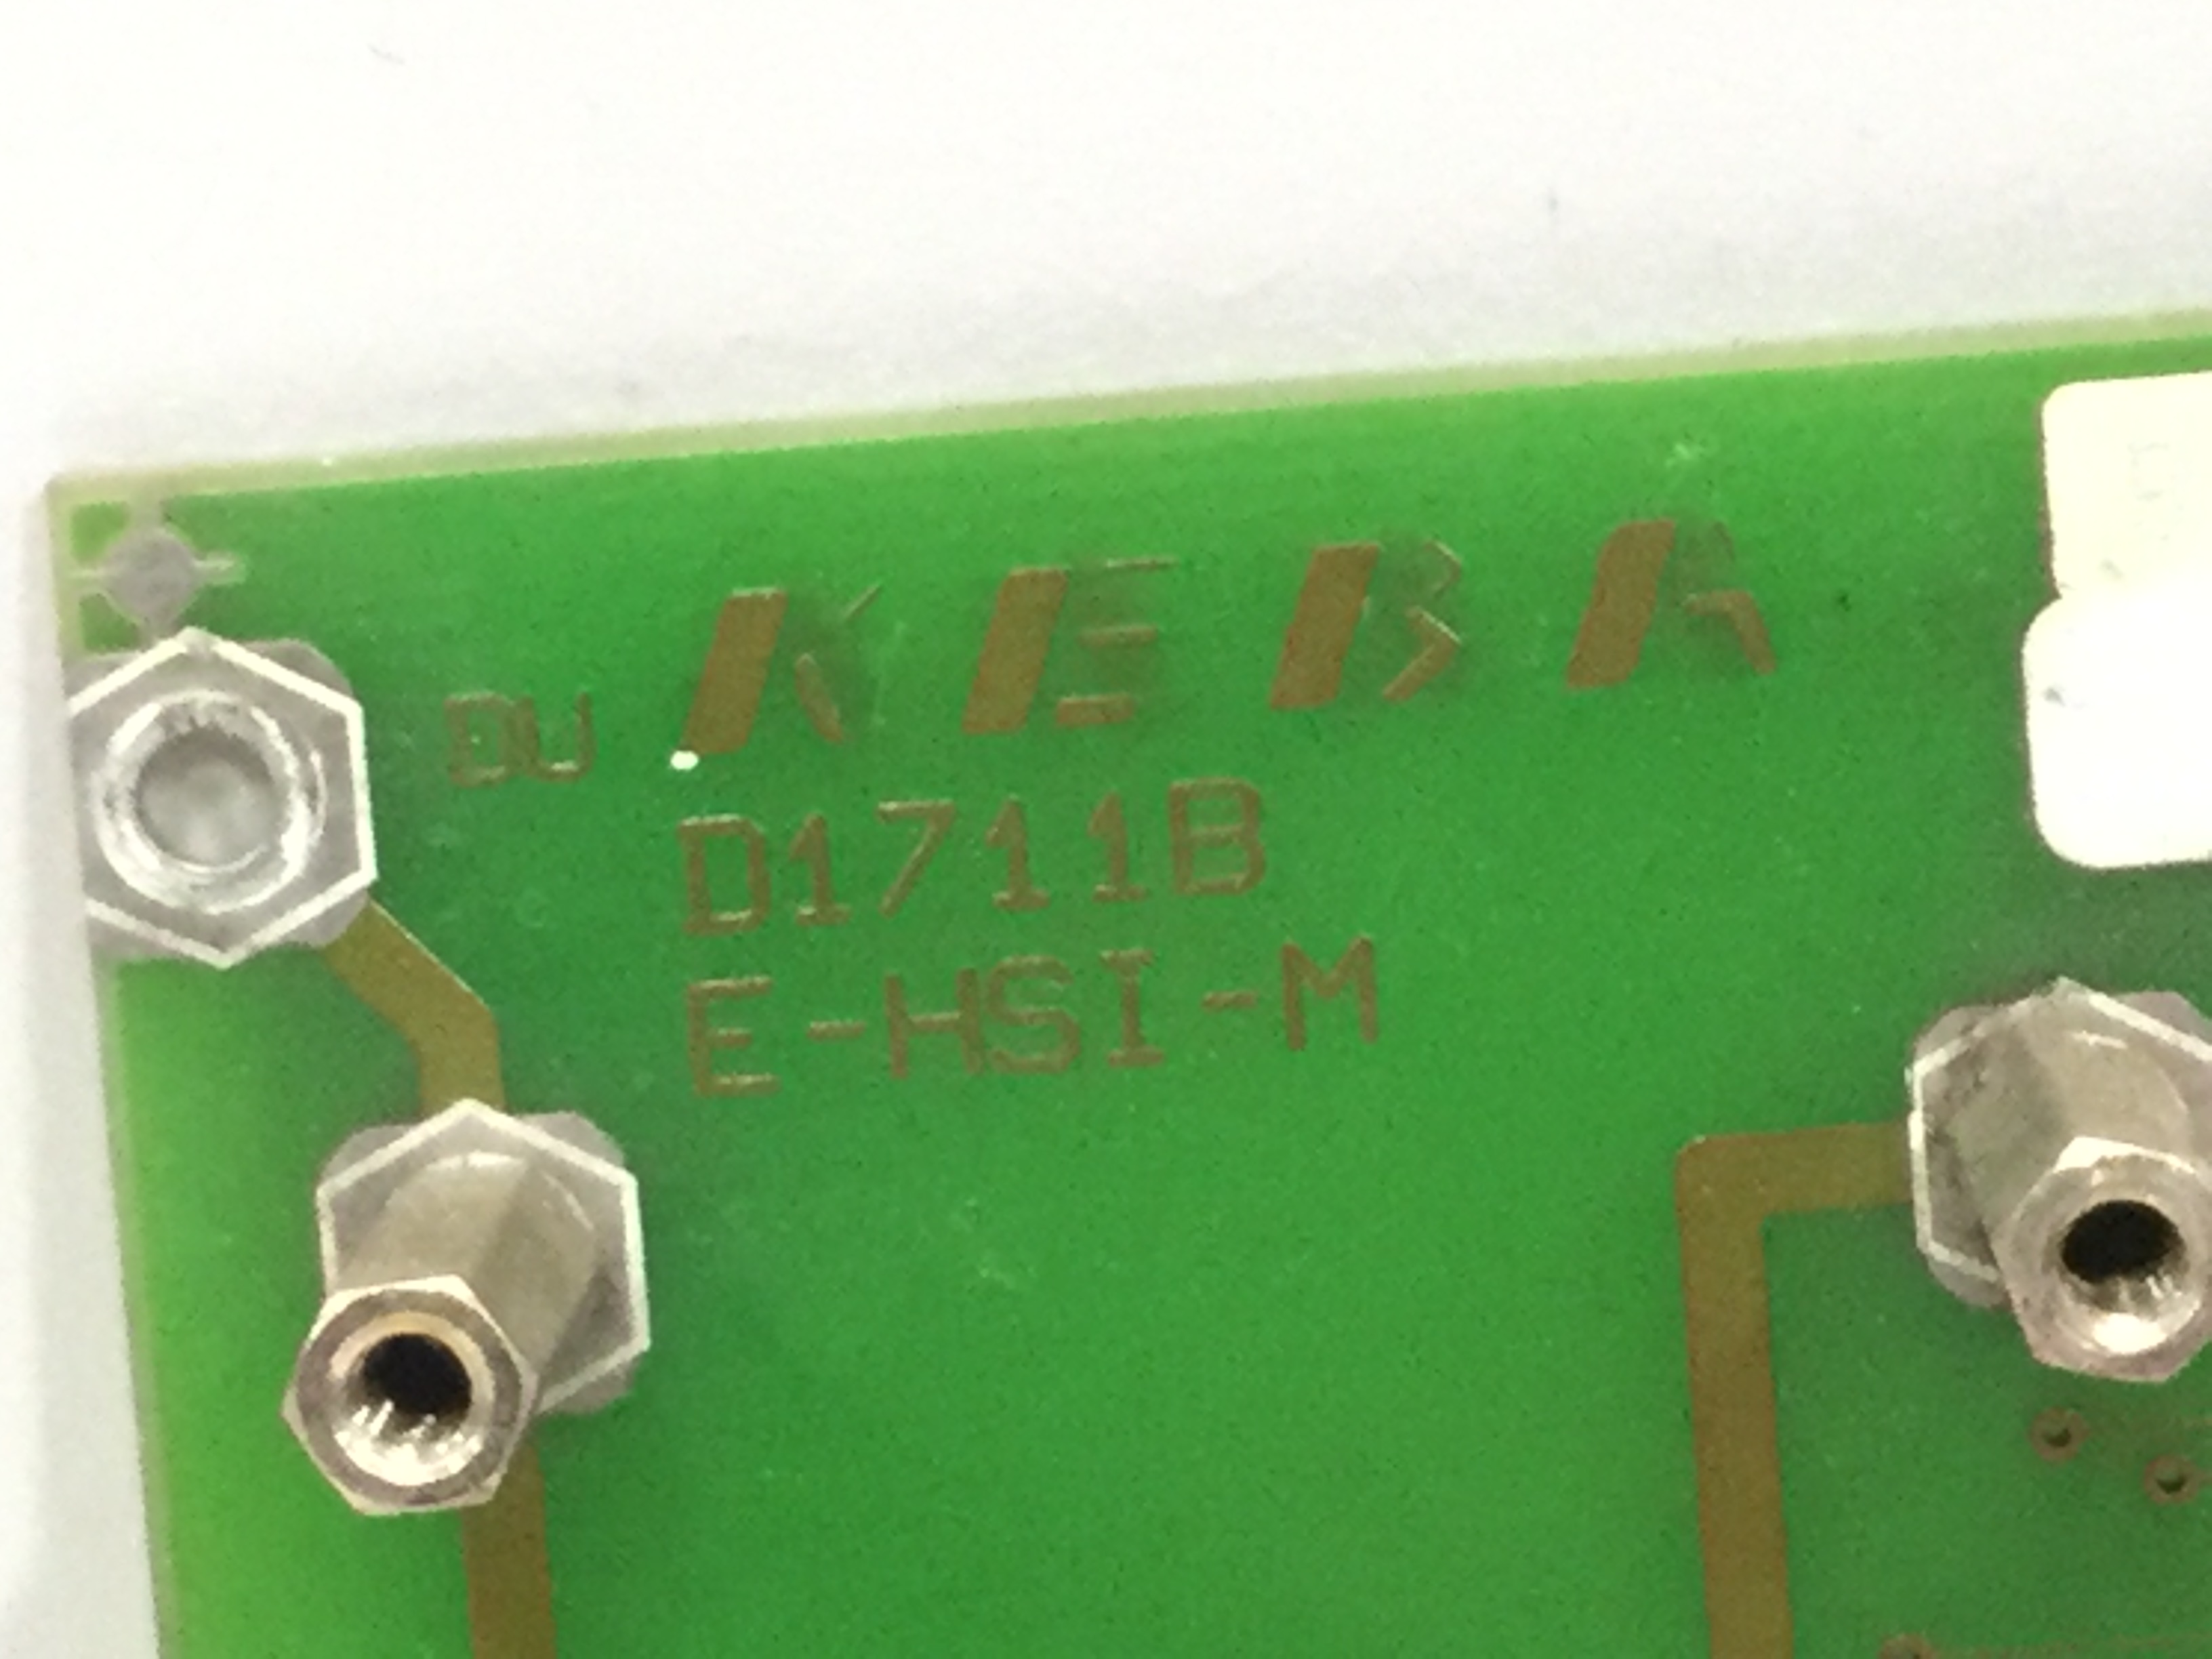 KEBA
DU
D1711B
E-HSI-M